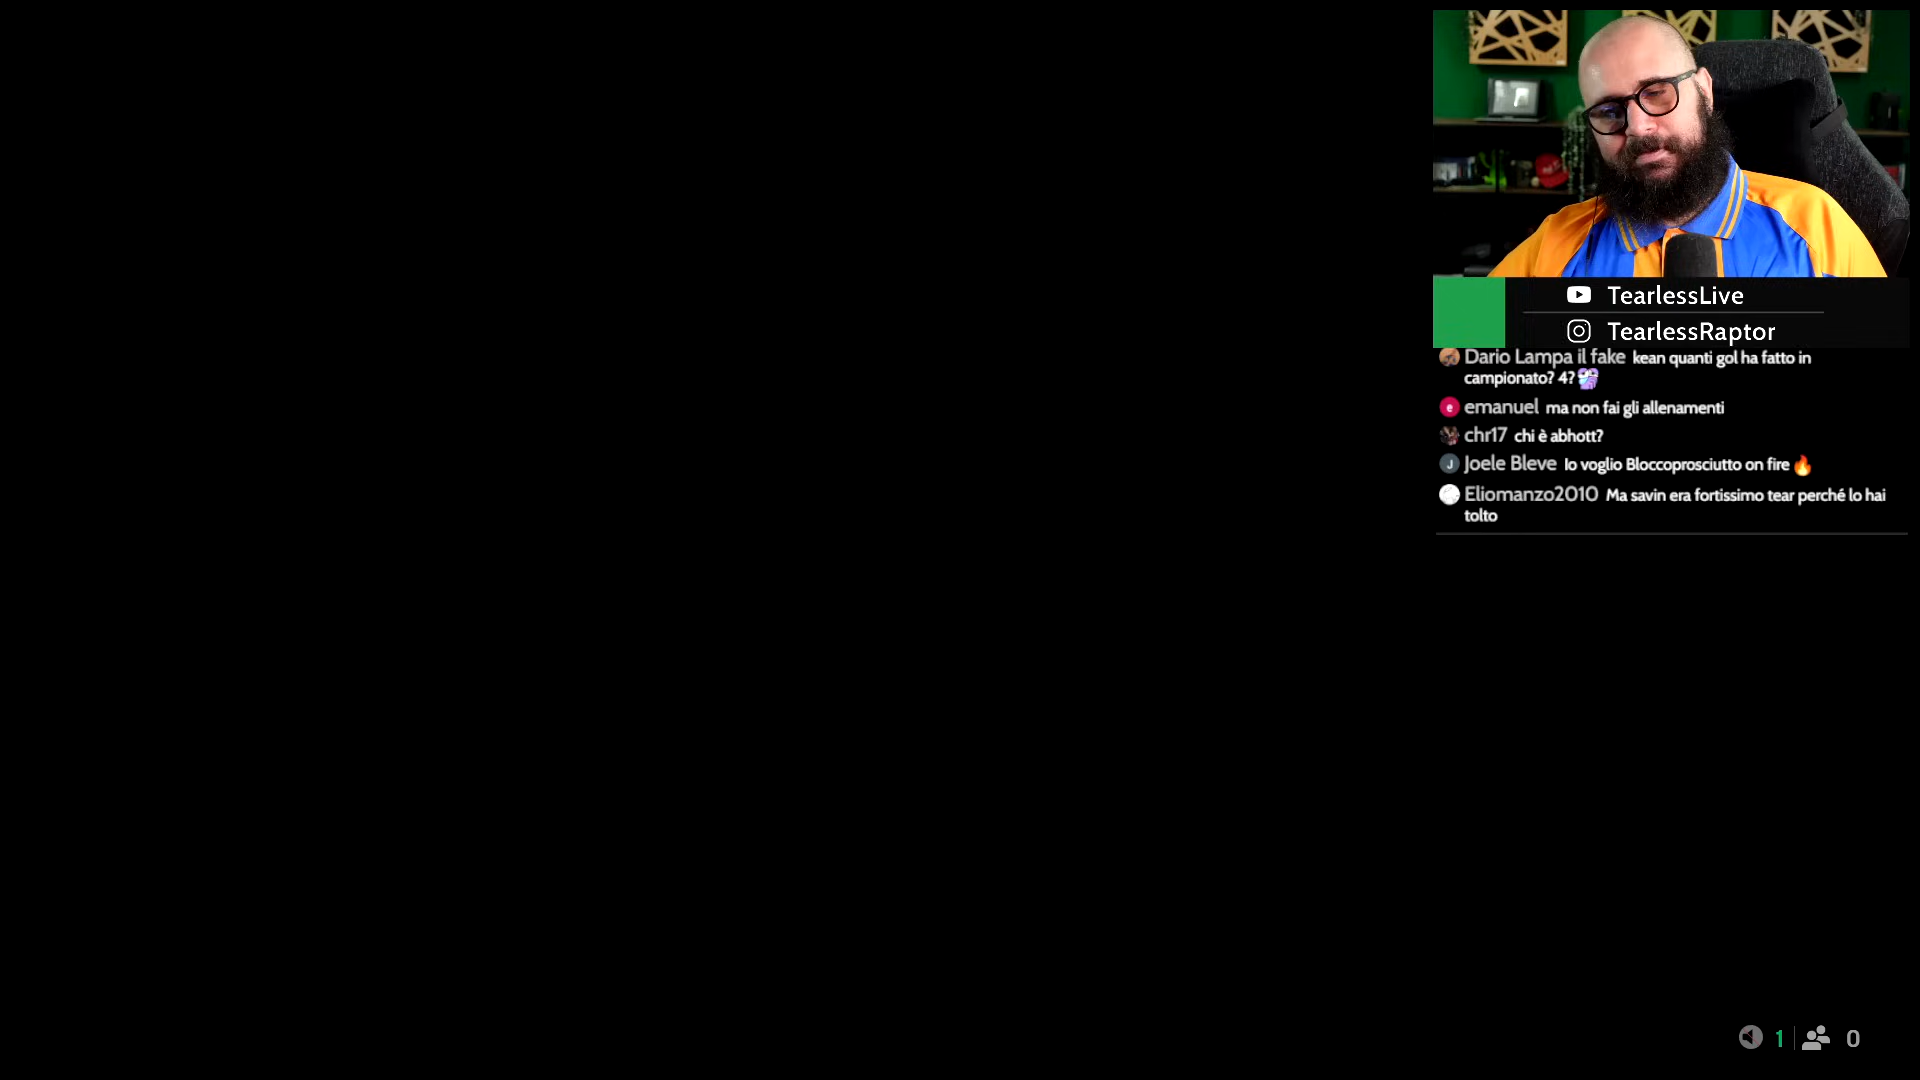 TearlessLive
TearlessRaptor
Dario Lampa il fake kean quanti gol ha fatto in
campionato? 4?
e emanuel ma non fai gli allenamenti
chr17 chi è abhott?
J Joele Bleve Io voglio Bloccoprosciutto on fire🔥
Eliomanzo2010 Ma savin era fortissimo tear perché lo hai
tolto
1 0